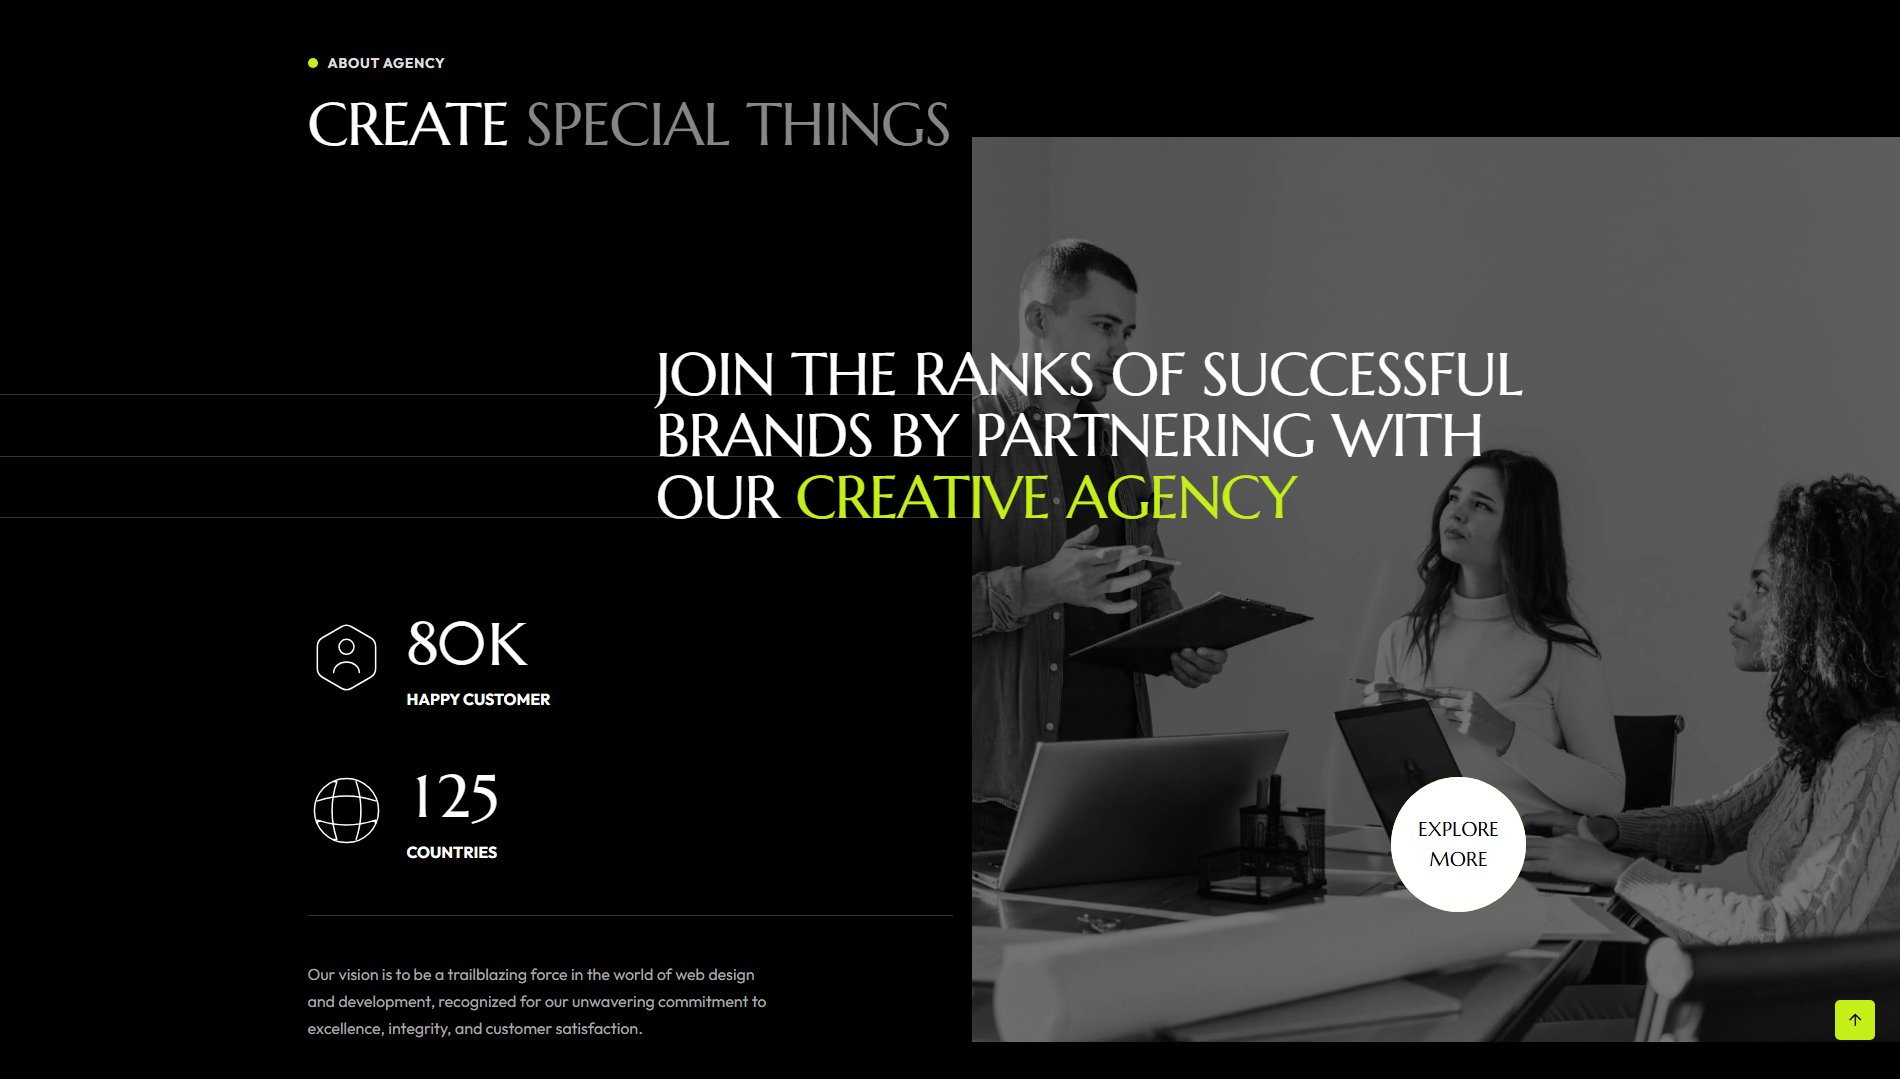 ABOUT AGENCY
CREATE SPECIAL THINGS
JOIN THE RANKS OF SUCCESSFUL
BRANDS BY PARTNERING WITH
OUR CREATIVE AGENCY
80K
HAPPY CUSTOMER
125
COUNTRIES
EXPLORE
MORE
Our vision is to be a trailblazing force in the world of web design
and development, recognized for our unwavering commitment to
excellence, integrity, and customer satisfaction.